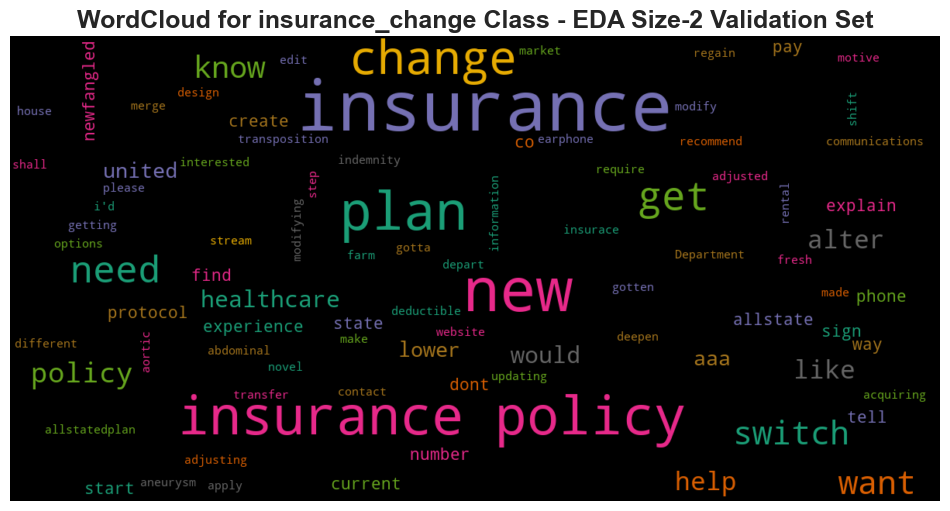 WordCloud for insurance_change Class - EDA Size-2 Validation Set
newfangled
know
edit
change
market
regain
pay
motive
house
merge
design
create
transposition
insurance
co
earphone
modify
recommend
shift
communications
shall
united
interested
indemnity
step
require
adjusted
please
i'd
getting
options
stream
modifying
plan
information
insurace
get
rental
explain
alter
need
find
farm
gotta
depart
Department
fresh
healthcare
new
gotten
made
phone
protocol
experience
state
deductible
website
make
allstate
sign
way
different
aortic
abdominal
novel
lower
would
deepen
aaa
like
policy
transfer
contact
dont
updating
acquiring
allstatedplan
insurance policy
switch
tell
adjusting
number
start
aneurysm
apply
current
help
want